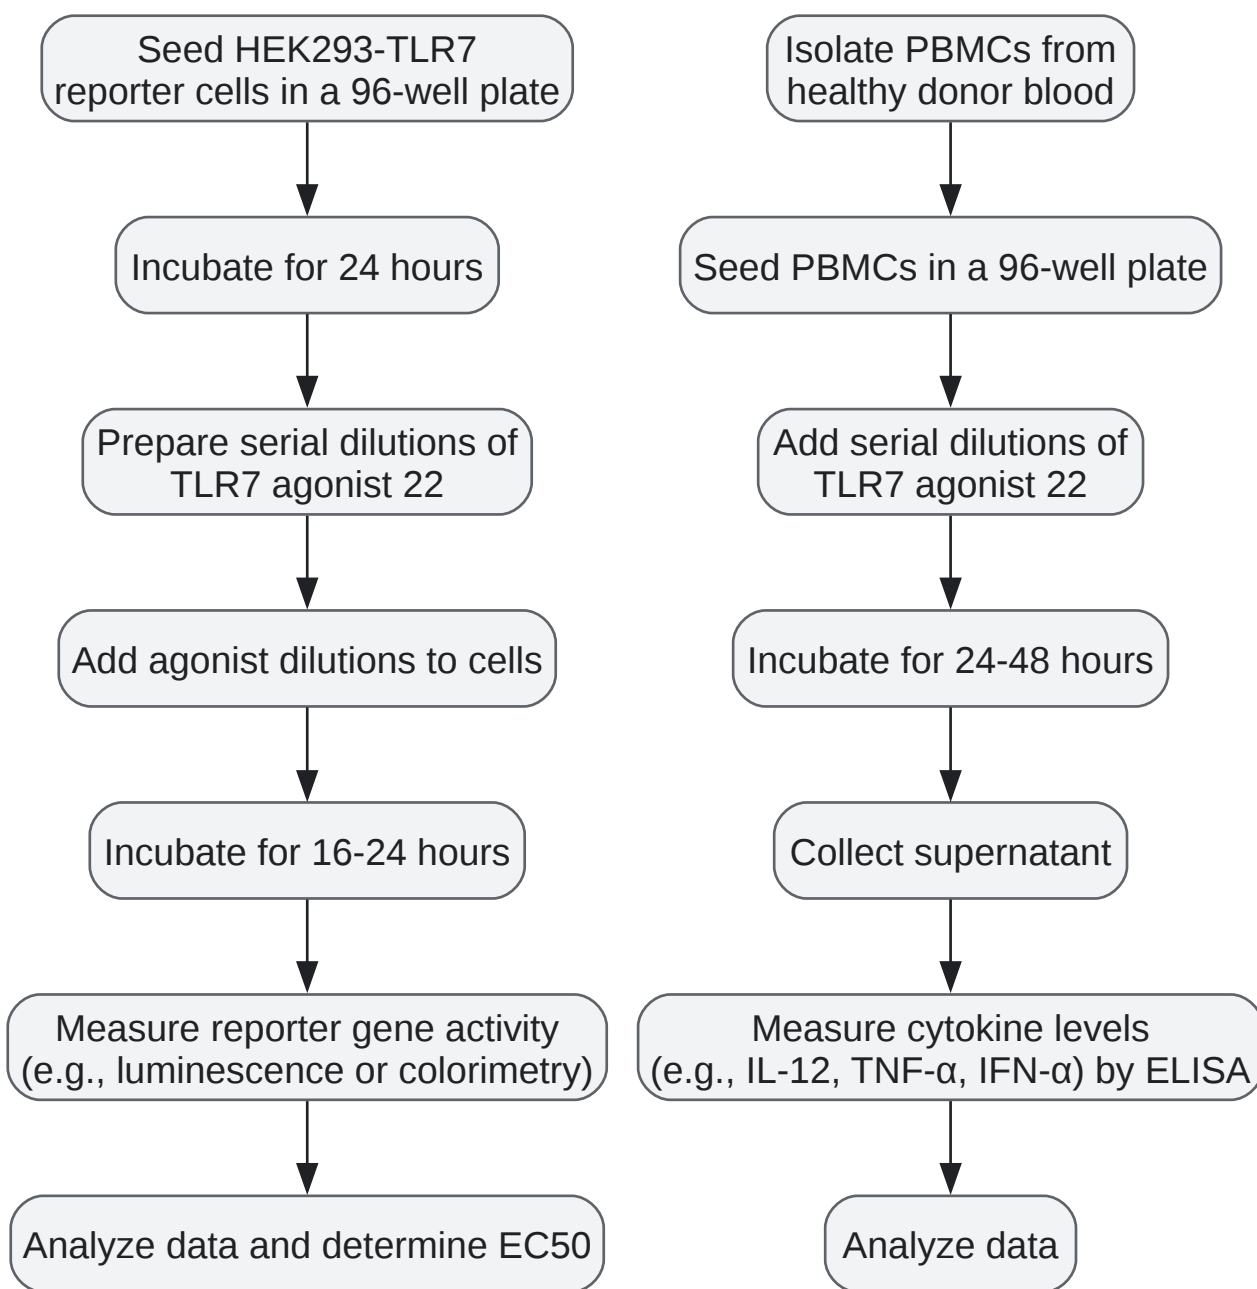 Seed HEK293-TLR7
reporter cells in a 96-well plate
Incubate for 24 hours
Prepare serial dilutions of
TLR7 agonist 22
Add agonist dilutions to cells
Incubate for 16-24 hours
Measure reporter gene activity
(e.g., luminescence or colorimetry)
Analyze data and determine EC50
Isolate PBMCs from
healthy donor blood
Seed PBMCs in a 96-well plate
Add serial dilutions of
TLR7 agonist 22
Incubate for 24-48 hours
Collect supernatant
Measure cytokine levels
(e.g., IL-12, TNF-α, IFN-α) by ELISA
Analyze data